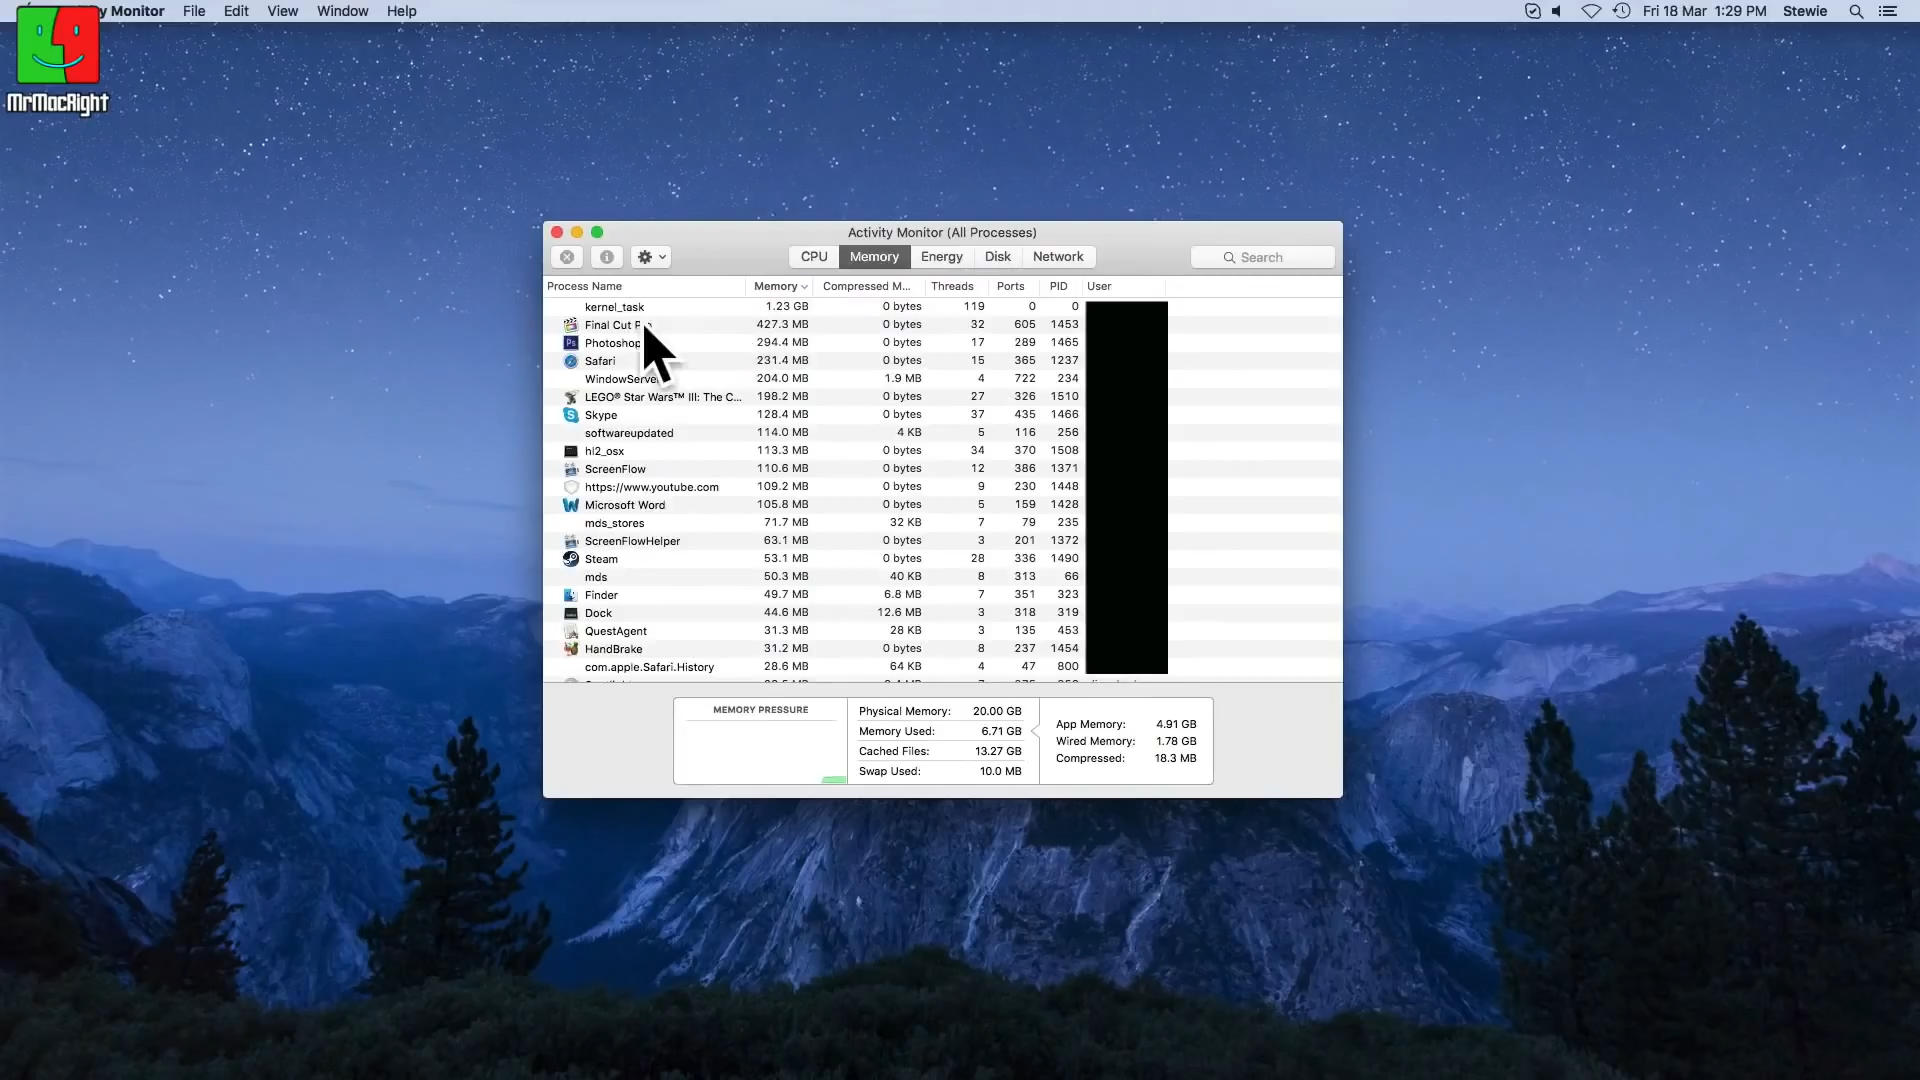 y Monitor File Edit View Window Help Fri 18 Mar 1:29 PM Stewie
MrMacRight
Activity Monitor (All Processes)
CPU Memory Energy Disk Network Search
Process Name Memory Compressed M... Threads Ports PID User
kernel_task 1.23 GB 0 bytes 119 0 0
Final Cut P 427.3 MB 0 bytes 32 605 1453
Ps Photoshop 294.4 MB 0 bytes 17 289 1465
Safari 231.4 MB 0 bytes 15 365 1237
WindowServer 204.0 MB 1.9 MB 4 722 234
LEGO® Star Wars™ III: The C... 198.2 MB 0 bytes 27 326 1510
Skype 128.4 MB 0 bytes 37 435 1466
softwareupdated 114.0 MB 4 KB 5 116 256
hl2_osx 113.3 MB 0 bytes 34 370 1508
ScreenFlow 110.6 MB 0 bytes 12 386 1371
https://www.youtube.com 109.2 MB 0 bytes 9 230 1448
Microsoft Word 105.8 MB 0 bytes 5 159 1428
mds_stores 71.7 MB 32 KB 7 79 235
ScreenFlowHelper 63.1 MB 0 bytes 3 201 1372
Steam 53.1 MB 0 bytes 28 336 1490
mds 50.3 MB 40 KB 8 313 66
Finder 49.7 MB 6.8 MB 7 351 323
Dock 44.6 MB 12.6 MB 3 318 319
QuestAgent 31.3 MB 28 KB 3 135 453
HandBrake 31.2 MB 0 bytes 8 237 1454
com.apple.Safari.History 28.6 MB 64 KB 4 47 800
MEMORY PRESSURE
Physical Memory: 20.00 GB
Memory Used: 6.71 GB
Cached Files: 13.27 GB
Swap Used: 10.0 MB
App Memory: 4.91 GB
Wired Memory: 1.78 GB
Compressed: 18.3 MB